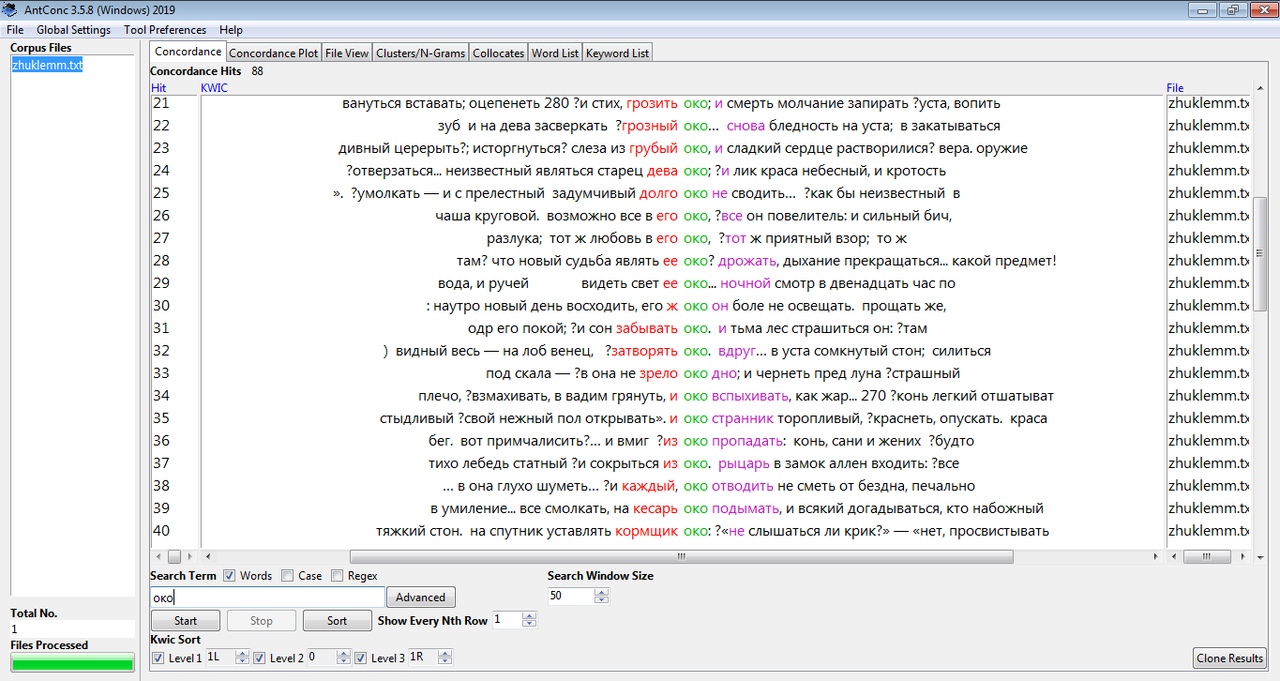 AntConc 3.5.8 (Windows) 2019
File Global Settings Tool Preferences Help
Corpus Files
zhuklemm.txt
Concordance Concordance Plot File View Clusters/N-Grams Collocates Word List Keyword List
Concordance Hits 88
Hit KWIC File
21 вануться вставать; оцепенеть 280 ?и стих, грозить око; и смерть молчание запирать ?уста, вопить zhuklemm.tx
22 зуб и на дева засверкать ?грозный око... снова бледность на уста; в закатываться zhuklemm.tx
23 дивный церерыть?; исторгнуться? слеза из грубый око, и сладкий сердце растворилися? вера. оружие zhuklemm.tx
24 ?отверзаться... неизвестный являться старец дева око; ?и лик краса небесный, и кротость zhuklemm.tx
25 ». ?умолкать — и с прелестный задумчивый долго око не сводить... ?как бы неизвестный в zhuklemm.tx
26 чаша круговой. возможно все в его око, ?все он повелитель: и сильный бич, zhuklemm.tx
27 разлука; тот ж любовь в его око, ?тот ж приятный взор; то ж zhuklemm.tx
28 там? что новый судьба являть ее око? дрожать, дыхание прекращаться... какой предмет! zhuklemm.tx
29 вода, и ручей видеть свет ее око... ночной смотр в двенадцать час по zhuklemm.tx
30 : наутро новый день восходить, его ж око он боле не освещать. прощать же, zhuklemm.tx
31 одр его покой; ?и сон забывать око. и тьма лес страшиться он: ?там zhuklemm.tx
32 ) видный весь — на лоб венец, ?затворять око. вдруг... в уста сомкнутый стон; силиться zhuklemm.tx
33 под скала — ?в она не зрело око дно; и чернеть пред луна ?страшный zhuklemm.tx
34 плечо, ?взмахивать, в вадим грянуть, и око вспыхивать, как жар... 270 ?конь легкий отшатыват zhuklemm.tx
35 стыдливый ?свой нежный пол открывать». и око странник торопливый, ?краснеть, опускать. краса zhuklemm.tx
36 бег. вот примчалисить?... и вмиг ?из око пропадать: конь, сани и жених ?будто zhuklemm.tx
37 тихо лебедь статный ?и сокрыться из око. рыцарь в замок аллен входить: ?все zhuklemm.tx
38 ... в она глухо шуметь... ?и каждый, око отводить не сметь от бездна, печально zhuklemm.tx
39 в умиление... все смолкать, на кесарь око подымать, и всякий догадываться, кто набожный zhuklemm.tx
40 тяжкий стон. на спутник уставлять кормщик око: ?«не слышаться ли крик?» — «нет, просвистывать zhuklemm.tx
Search Term Words Case Regex Search Window Size
око Advanced 50
Start Stop Sort Show Every Nth Row 1
Kwic Sort
Level 1 1L Level 2 0 Level 3 1R Clone Results
Total No.
1
Files Processed